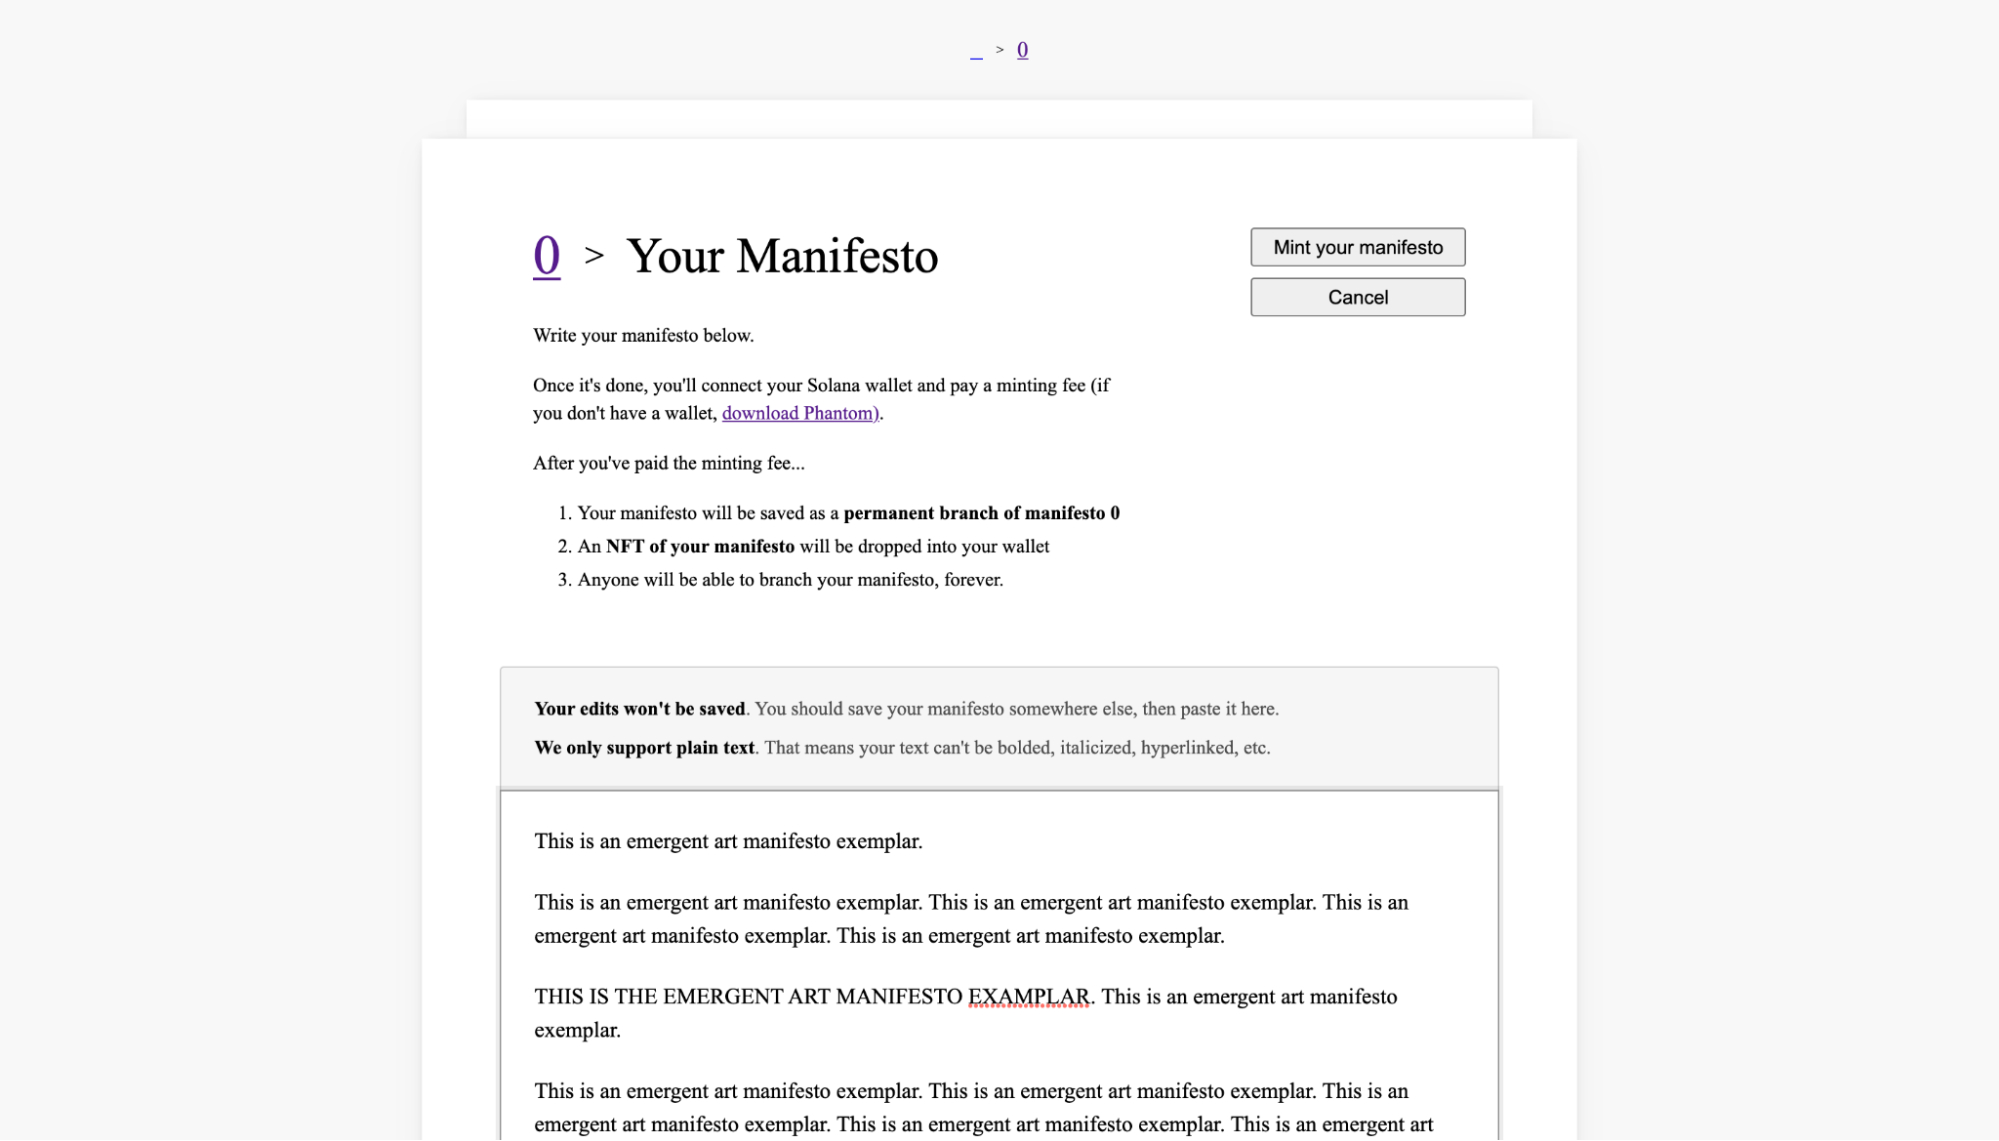 _ > 0
0 > Your Manifesto
Mint your manifesto
Cancel
Write your manifesto below.
Once it's done, you'll connect your Solana wallet and pay a minting fee (if
you don't have a wallet, download Phantom).
After you've paid the minting fee...
1. Your manifesto will be saved as a permanent branch of manifesto 0
2. An NFT of your manifesto will be dropped into your wallet
3. Anyone will be able to branch your manifesto, forever.
Your edits won't be saved. You should save your manifesto somewhere else, then paste it here.
We only support plain text. That means your text can't be bolded, italicized, hyperlinked, etc.
This is an emergent art manifesto exemplar.
This is an emergent art manifesto exemplar. This is an emergent art manifesto exemplar. This is an
emergent art manifesto exemplar. This is an emergent art manifesto exemplar.
THIS IS THE EMERGENT ART MANIFESTO EXAMPLAR. This is an emergent art manifesto
exemplar.
This is an emergent art manifesto exemplar. This is an emergent art manifesto exemplar. This is an
emergent art manifesto exemplar. This is an emergent art manifesto exemplar. This is an emergent art